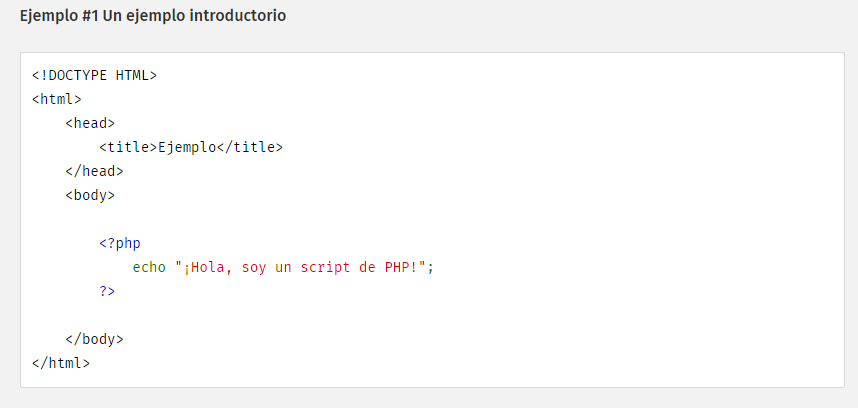 Ejemplo #1 Un ejemplo introductorio
<!DOCTYPE HTML>
<html>
    <head>
        <title>Ejemplo</title>
    </head>
    <body>

        <?php
            echo "¡Hola, soy un script de PHP!";
        ?>

    </body>
</html>